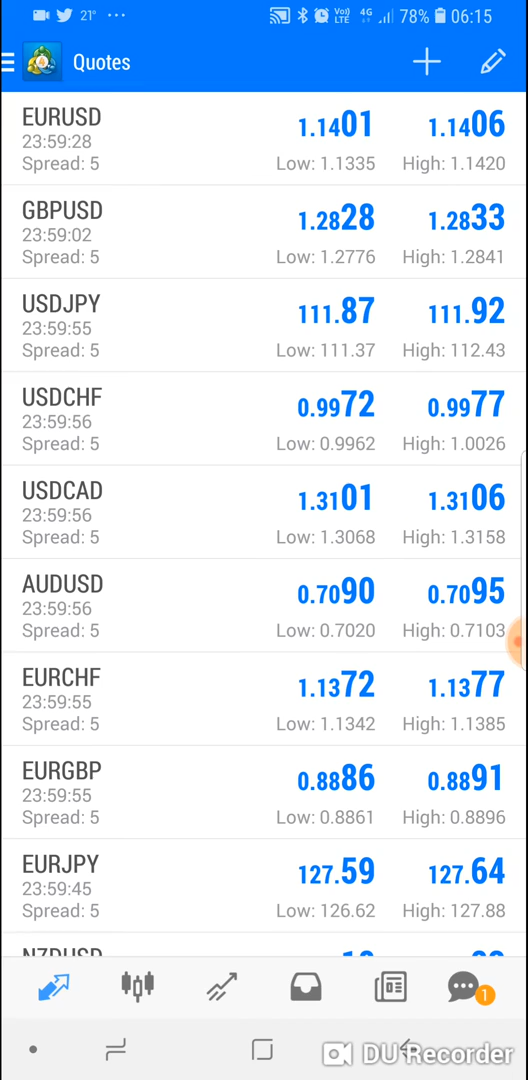 21° 78% 06:15
Vo)) LTE 4G
Quotes
EURUSD
23:59:28
Spread: 5
1.1401 1.1406
Low: 1.1335 High: 1.1420
GBPUSD
23:59:02
Spread: 5
1.2828 1.2833
Low: 1.2776 High: 1.2841
USDJPY
23:59:55
Spread: 5
111.87 111.92
Low: 111.37 High: 112.43
USDCHF
23:59:56
Spread: 5
0.9972 0.9977
Low: 0.9962 High: 1.0026
USDCAD
23:59:56
Spread: 5
1.3101 1.3106
Low: 1.3068 High: 1.3158
AUDUSD
23:59:56
Spread: 5
0.7090 0.7095
Low: 0.7020 High: 0.7103
EURCHF
23:59:55
Spread: 5
1.1372 1.1377
Low: 1.1342 High: 1.1385
EURGBP
23:59:55
Spread: 5
0.8886 0.8891
Low: 0.8861 High: 0.8896
EURJPY
23:59:45
Spread: 5
127.59 127.64
Low: 126.62 High: 127.88
NZDUSD
1
DU Recorder